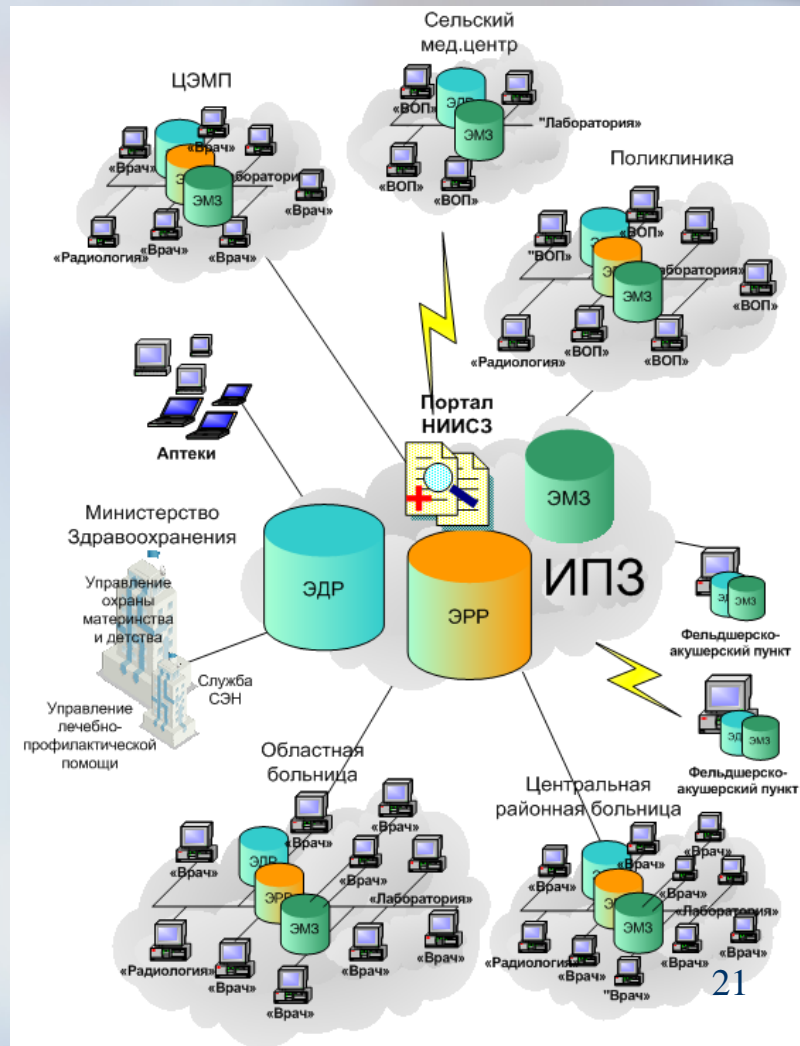 Сельский
мед.центр
«ВОП»
ЭДР
ЭМЗ
"Лаборатория»
«ВОП»
«ВОП»
ЦЭМП
«Врач»
«Врач»
ЭМЗ
«Врач»
«Радиология»
«Врач»
«Врач»
Поликлиника
"ВОП»
«ВОП»
ЭМЗ
«ВОП»
«Радиология»
«ВОП»
«ВОП»
Аптеки
Портал
НИИСЗ
ЭМЗ
ИПЗ
ЭДР
ЭРР
Министерство
Здравоохранения
Управление
охраны
материнства
и детства
Служба
СЭН
Управление
лечебно-
профилактической
помощи
ЭМЗ
Фельдшерско-
акушерский пункт
ЭМЗ
Фельдшерско-
акушерский пункт
Областная
больница
«Врач»
«Врач»
«Врач»
ЭДР
«Врач»
ЭРР
«Лаборатория»
ЭМЗ
«Радиология»
«Врач»
«Врач»
«Врач»
«Врач»
Центральная
районная больница
«Врач»
«Врач»
«Врач»
«Врач»
«Лаборатория»
ЭМЗ
«Радиология»
«Врач»
«Врач»
«Врач»
"Врач»
21